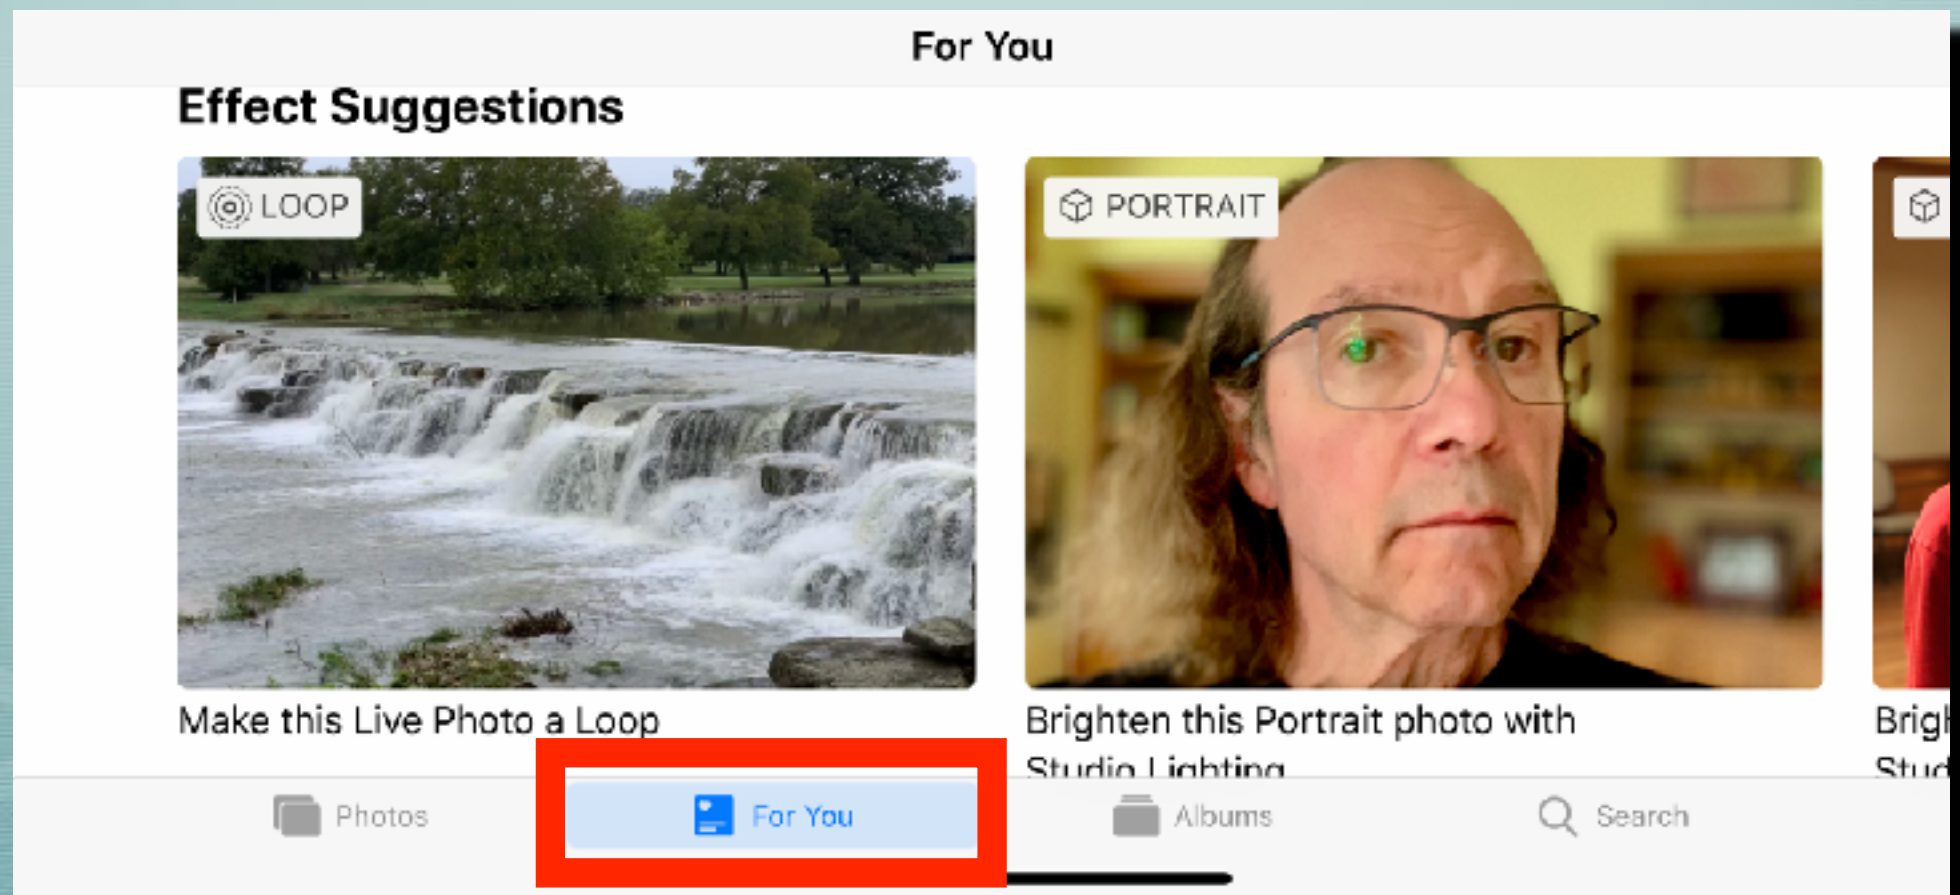 For You
Effect Suggestions
LOOP
PORTRAIT
Make this Live Photo a Loop
Brighten this Portrait photo with
Studio Lighting
Photos
For You
Albums
Search